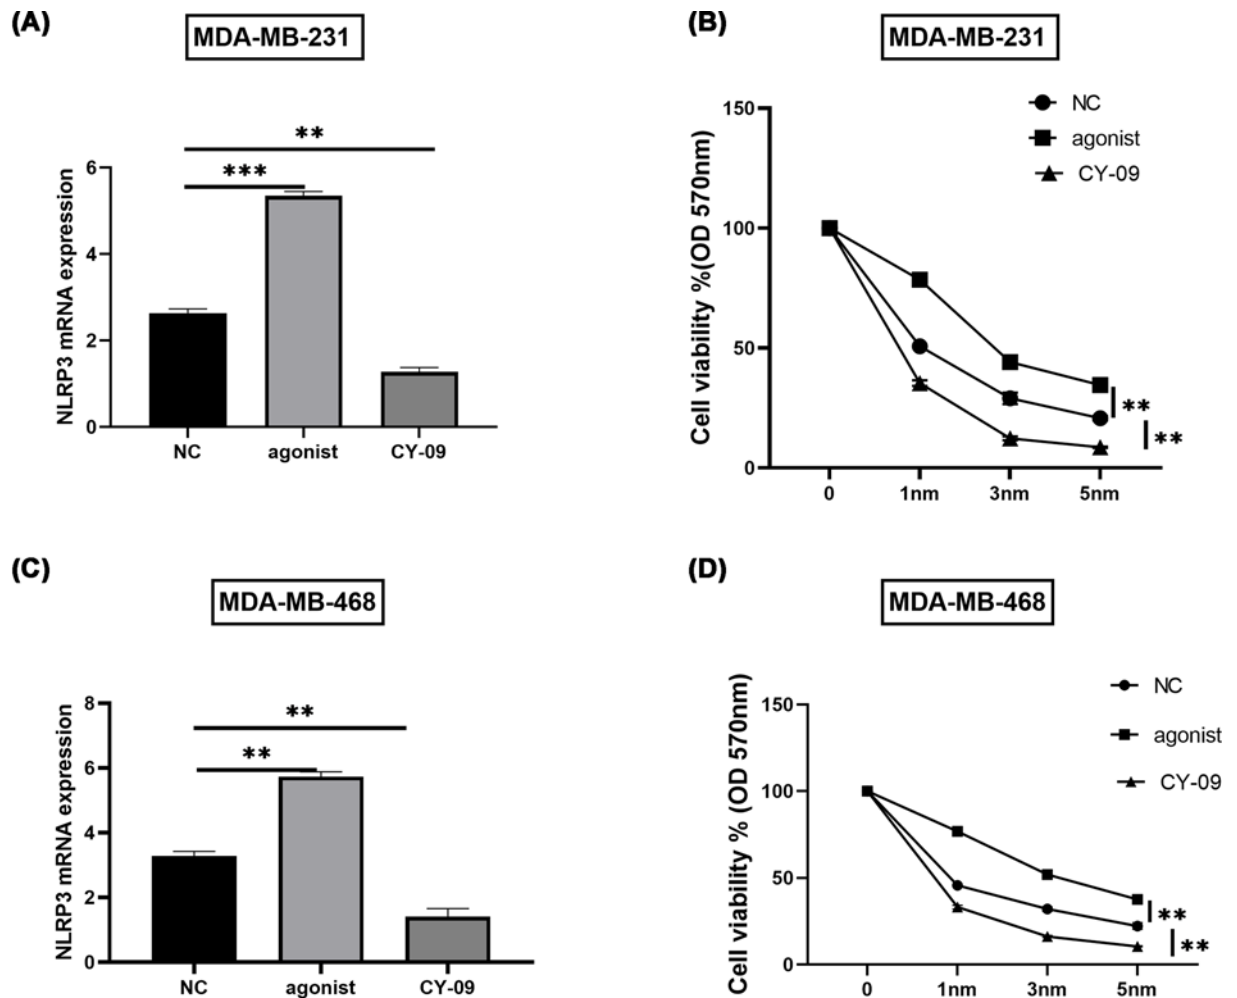 (A)
MDA-MB-231
NLRP3 mRNA expression
6
4
2
0
**
***
NC
agonist
CY-09
(B)
MDA-MB-231
NC
agonist
CY-09
Cell viability %(OD 570nm)
150
100
50
0
**
**
0
1nm
3nm
5nm
(C)
MDA-MB-468
NLRP3 mRNA expression
8
6
4
2
0
**
**
NC
agonist
CY-09
(D)
MDA-MB-468
NC
agonist
CY-09
Cell viability % (OD 570nm)
150
100
50
0
**
**
0
1nm
3nm
5nm